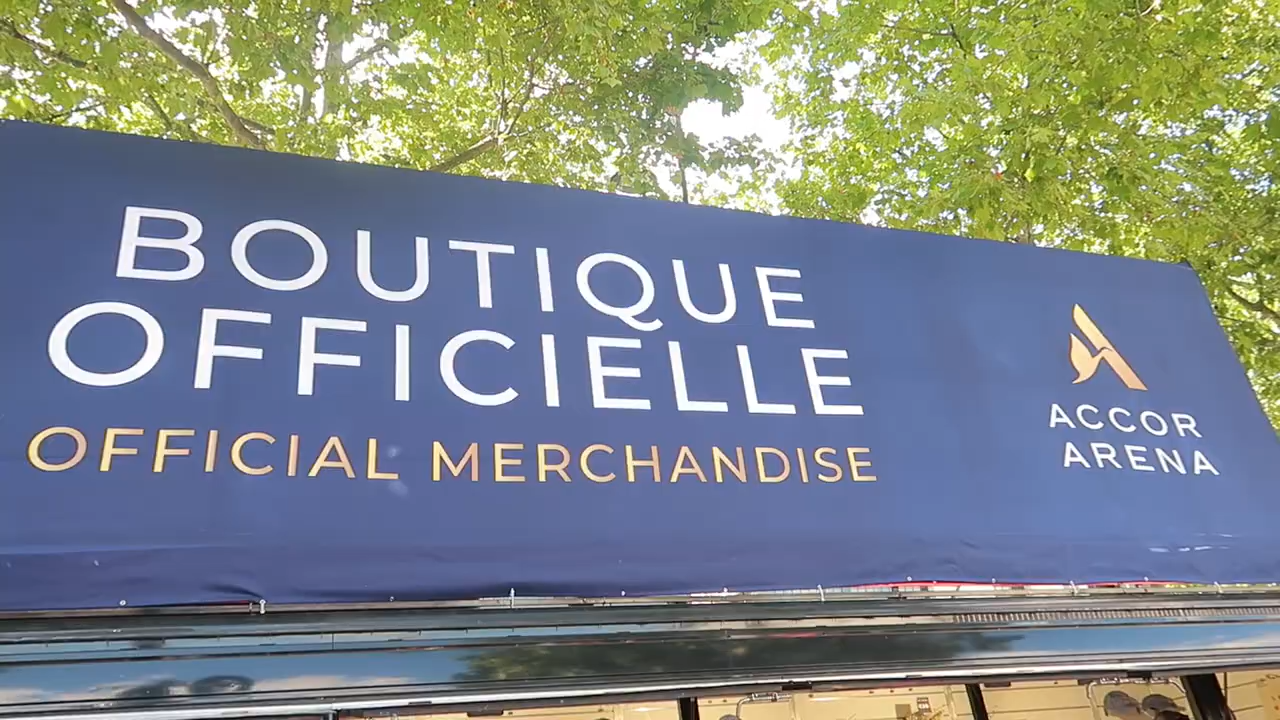 BOUTIQUE
OFFICIELLE
OFFICIAL MERCHANDISE
ACCOR
ARENA